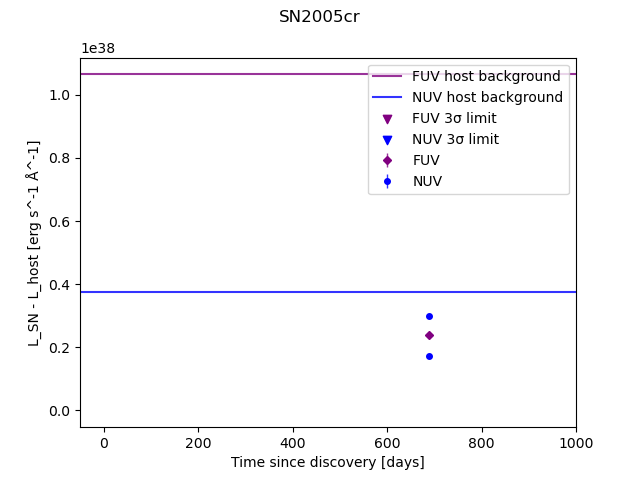 SN2005cr
1e38
FUV host background
NUV host background
FUV 3σ limit
NUV 3σ limit
FUV
NUV
1.0
0.8
0.6
0.4
0.2
0.0
L_SN - L_host [erg s^-1 Å^-1]
0 200 400 600 800 1000
Time since discovery [days]